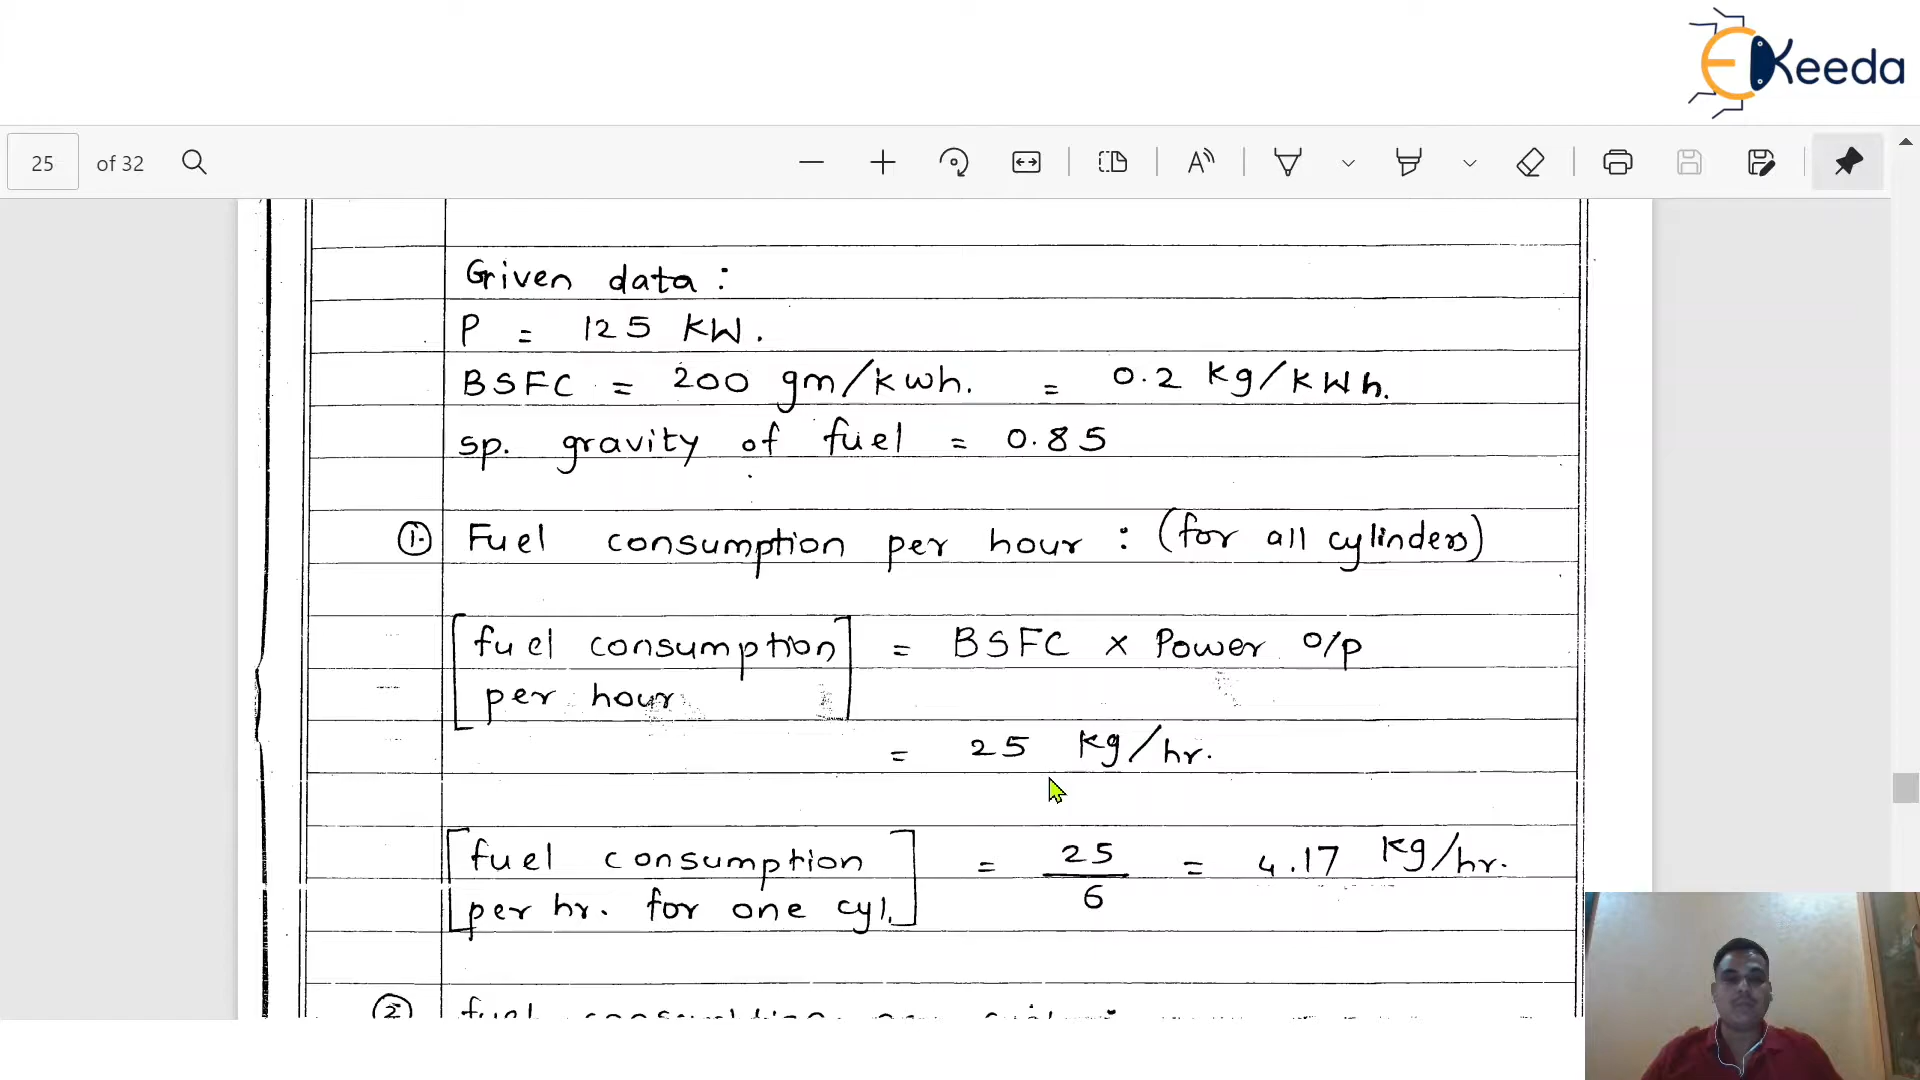 EKeeda
25 of 32
Given data :
P = 125 KW.
BSFC = 200 gm/kwh. = 0.2 kg/KWh.
sp. gravity of fuel = 0.85
1. Fuel consumption per hour : (for all cylinders)
[fuel consumption per hour] = BSFC × Power o/p
= 25 kg/hr.
[fuel consumption per hr. for one cyl.] = 25/6 = 4.17 kg/hr.
2 fuel